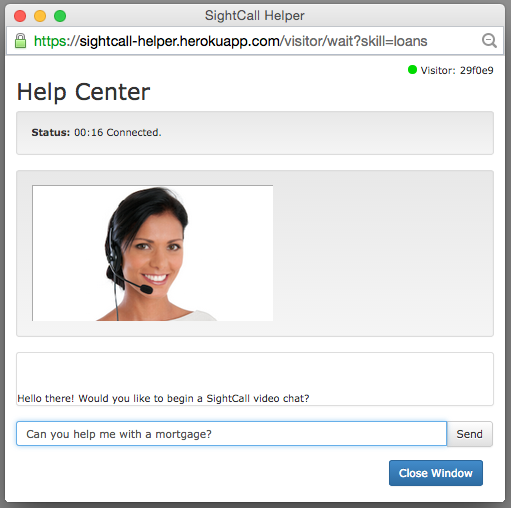 SightCall Helper
https://sightcall-helper.herokuapp.com/visitor/wait?skill=loans
Visitor: 29f0e9
Help Center
Status: 00:16 Connected.
Hello there! Would you like to begin a SightCall video chat?
Can you help me with a mortgage?
Send
Close Window